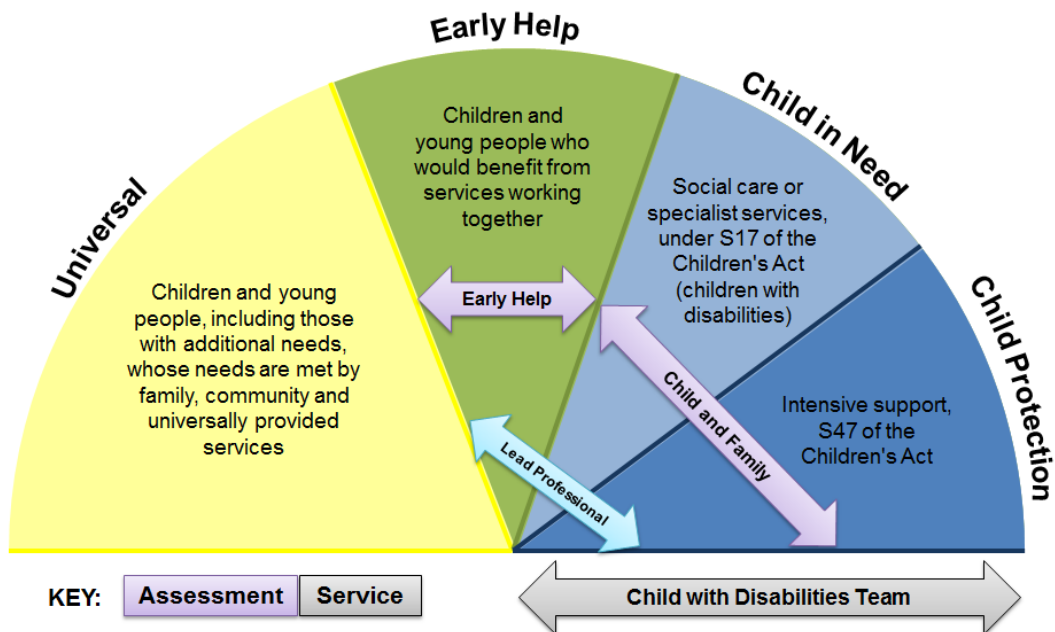 Early Help
Child in Need
Universal
Child Protection
Children and
young people who
would benefit from
services working
together
Social care or
specialist services,
under S17 of the
Children's Act
(children with
disabilities)
Children and young
people, including those
with additional needs,
whose needs are met by
family, community and
universally provided
services
Early Help
Child and Family
Intensive support,
S47 of the
Children's Act
Lead Professional
KEY:
Assessment
Service
Child with Disabilities Team